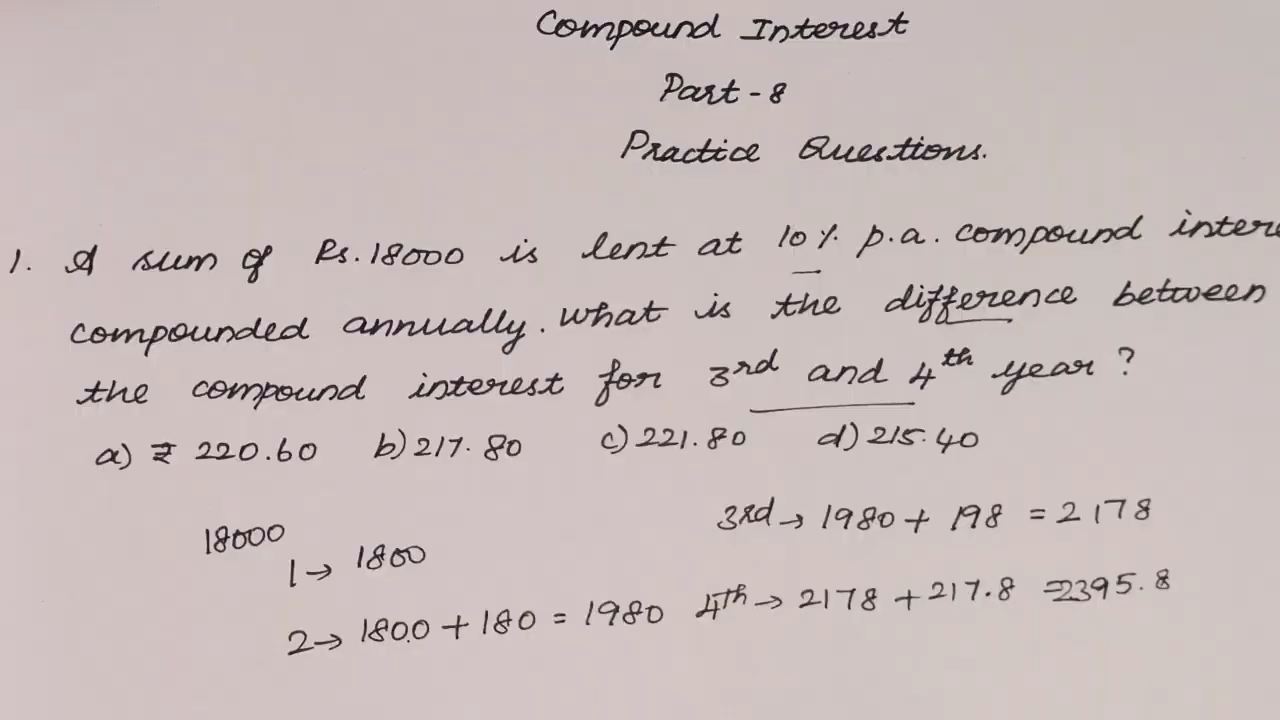 Compound Interest
Part - 8
Practice Questions.
1. A sum of Rs. 18000 is lent at 10% p.a. compound intere
compounded annually. What is the difference between
the compound interest for 3rd and 4th year?
a) ₹ 220.60 b) 217.80 c) 221.80 d) 215.40
18000
1 → 1800
2 → 1800 + 180 = 1980
3rd → 1980 + 198 = 2178
4th → 2178 + 217.8 = 2395.8